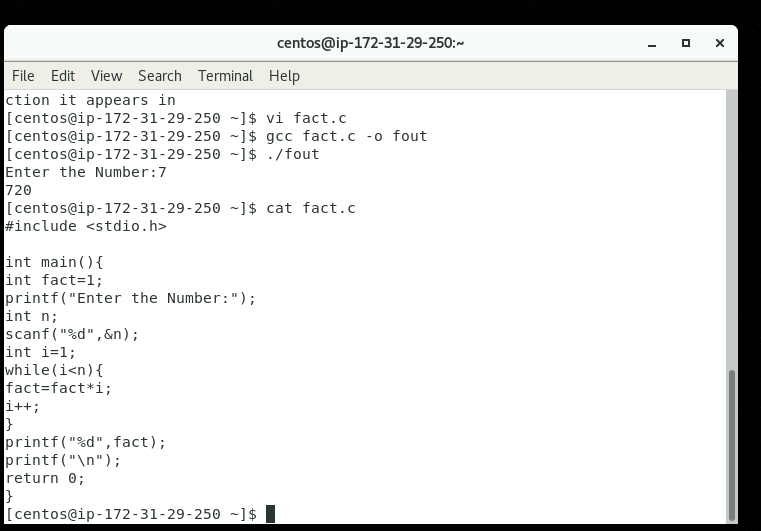 centos@ip-172-31-29-250:~
File Edit View Search Terminal Help
ction it appears in
[centos@ip-172-31-29-250 ~]$ vi fact.c
[centos@ip-172-31-29-250 ~]$ gcc fact.c -o fout
[centos@ip-172-31-29-250 ~]$ ./fout
Enter the Number:7
720
[centos@ip-172-31-29-250 ~]$ cat fact.c
#include <stdio.h>

int main(){
int fact=1;
printf("Enter the Number:");
int n;
scanf("%d",&n);
int i=1;
while(i<n){
fact=fact*i;
i++;
}
printf("%d",fact);
printf("\n");
return 0;
}
[centos@ip-172-31-29-250 ~]$